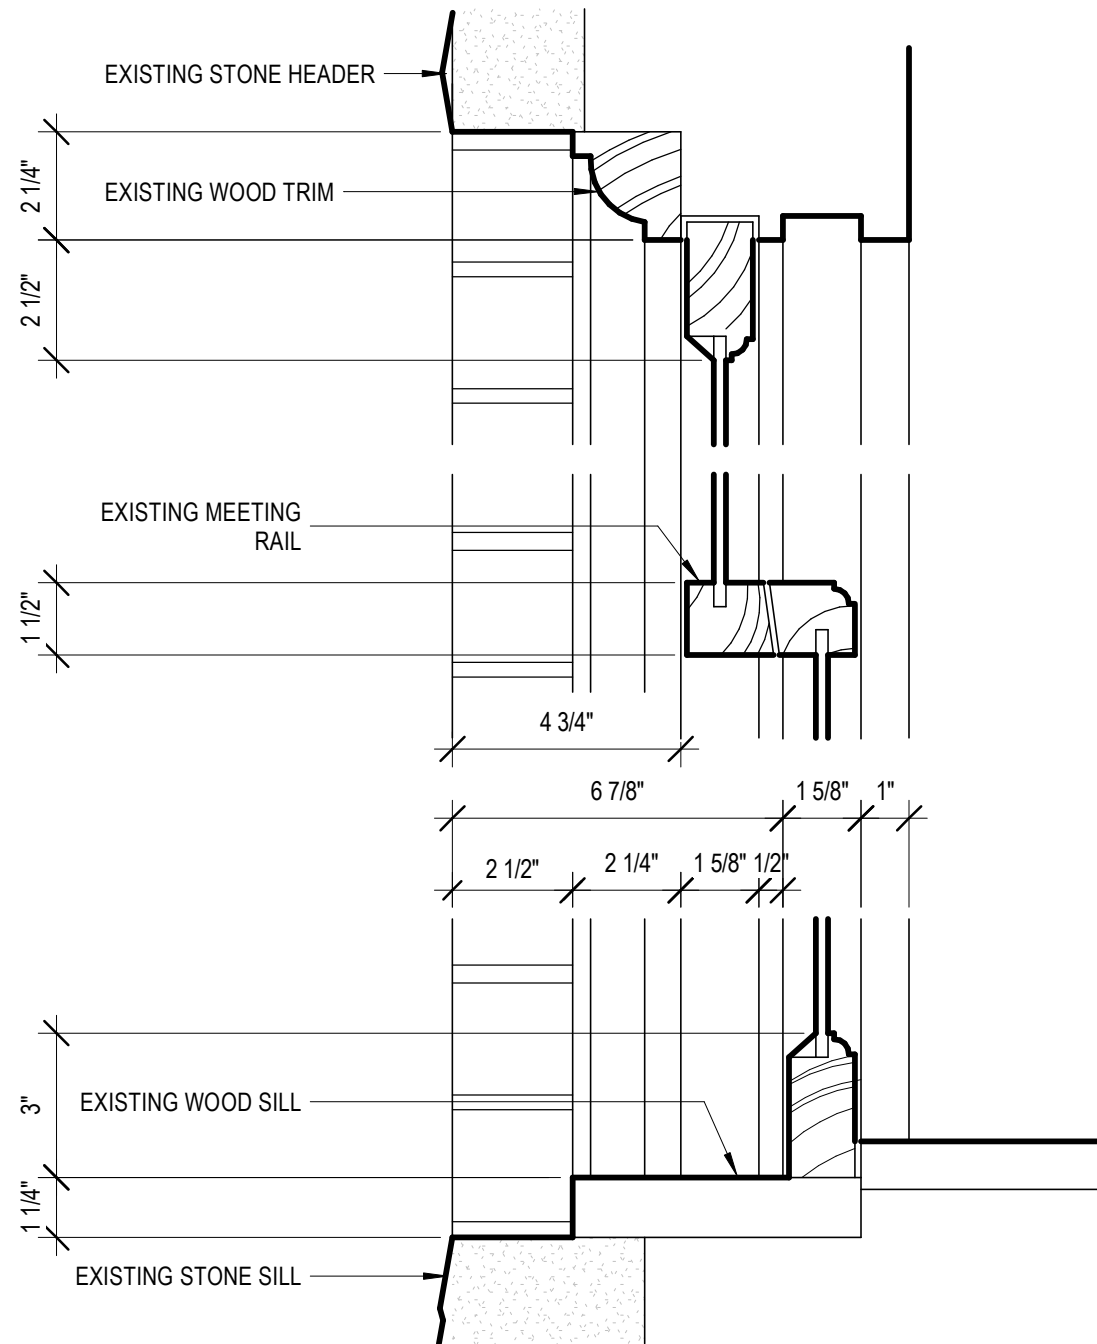 EXISTING STONE HEADER
2 1/4"
EXISTING WOOD TRIM
2 1/2"
EXISTING MEETING
RAIL
1 1/2"
4 3/4"
6 7/8"
1 5/8"
1"
2 1/2"
2 1/4"
1 5/8"
1/2"
3"
EXISTING WOOD SILL
1 1/4"
EXISTING STONE SILL